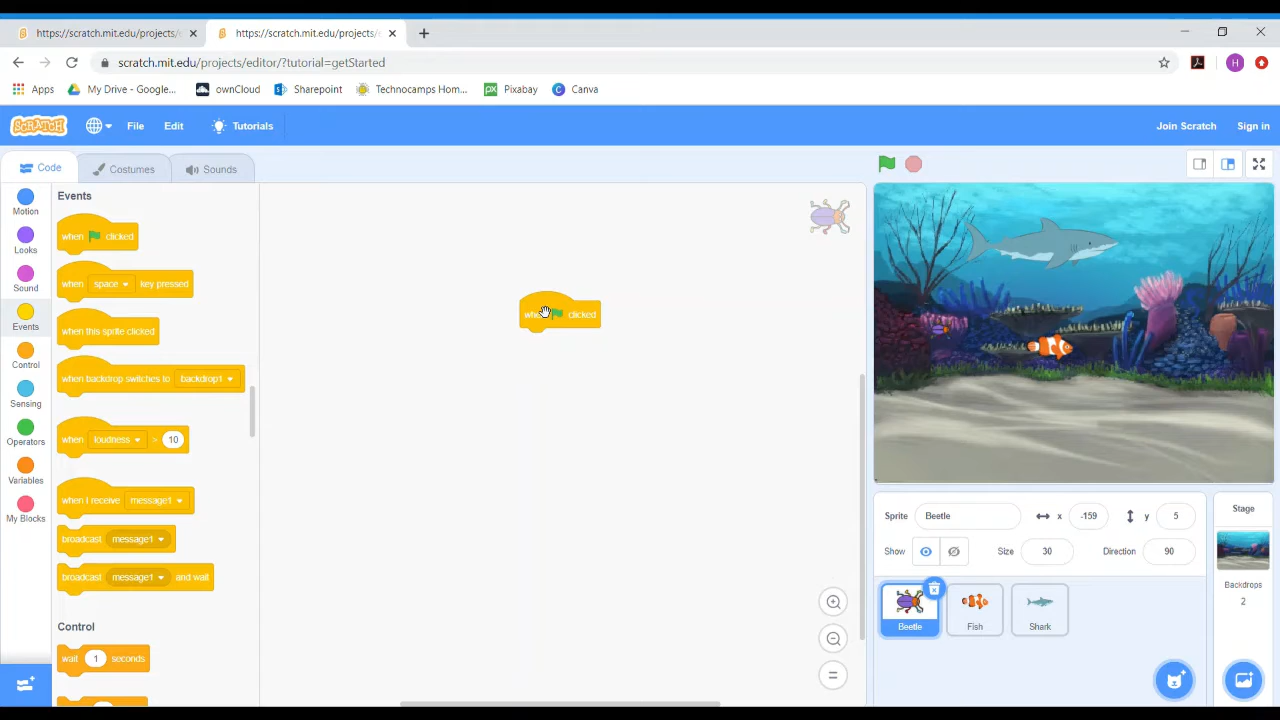 https://scratch.mit.edu/projects/
https://scratch.mit.edu/projects/
scratch.mit.edu/projects/editor/?tutorial=getStarted
H
Apps
My Drive - Google...
ownCloud
Sharepoint
Technocamps Hom...
px
Pixabay
C
Canva
SCRATCH
File
Edit
Tutorials
Join Scratch
Sign in
Code
Costumes
Sounds
Motion
Looks
Sound
Events
Control
Sensing
Operators
Variables
My Blocks
Events
when clicked
when space key pressed
when this sprite clicked
when backdrop switches to backdrop1
when loudness > 10
when I receive message1
broadcast message1
broadcast message1 and wait
Control
wait 1 seconds
when clicked
Sprite
Beetle
x
-159
y
5
Show
Size
30
Direction
90
Beetle
Fish
Shark
Stage
Backdrops
2